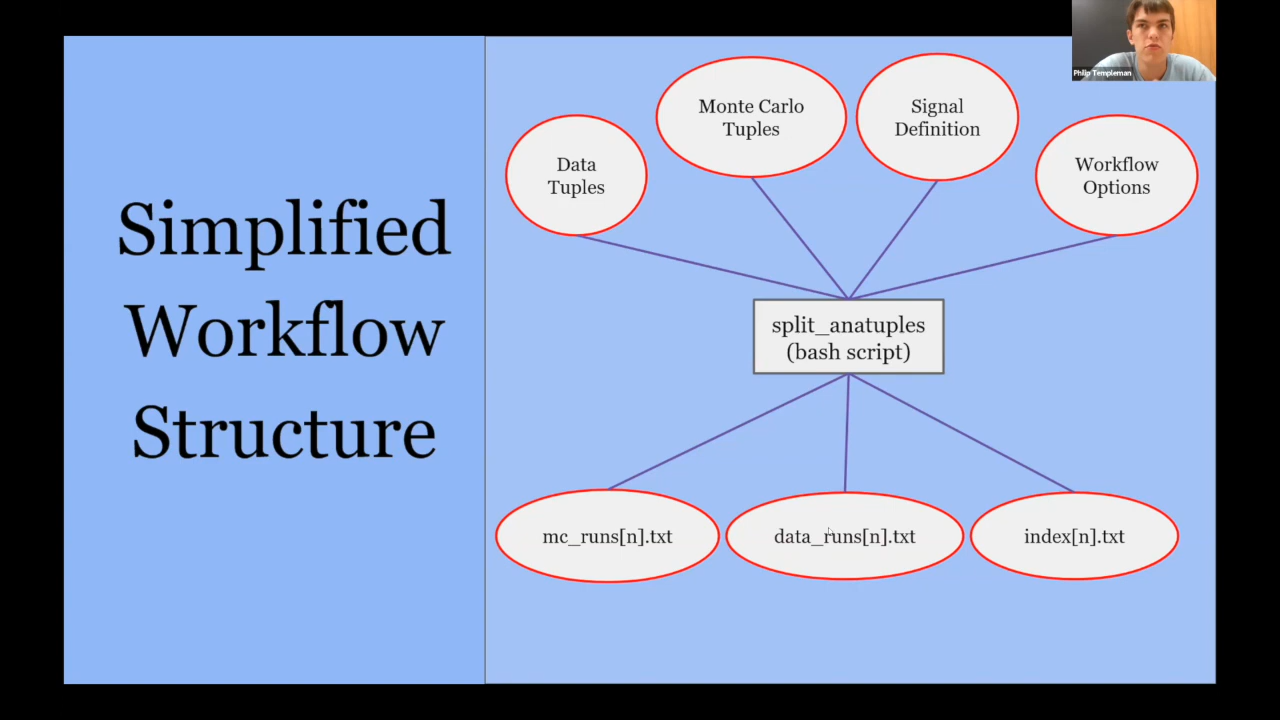 Simplified
Workflow
Structure
Data
Tuples
Monte Carlo
Tuples
Signal
Definition
Workflow
Options
split_anatuples
(bash script)
mc_runs[n].txt
data_runs[n].txt
index[n].txt
Philip Templeman